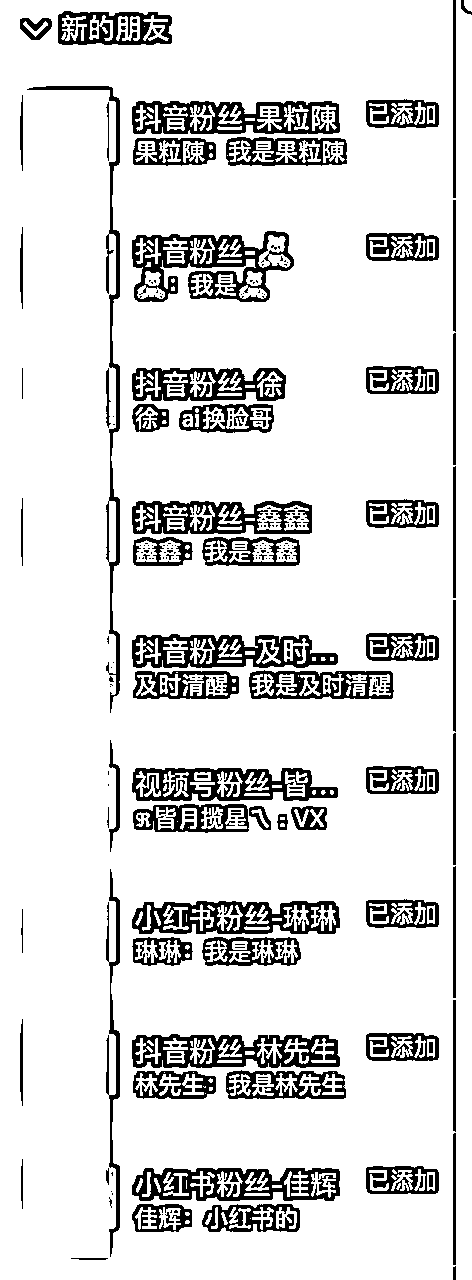 新的朋友
抖音粉丝-果粒陳 已添加
果粒陳：我是果粒陳
抖音粉丝-🧸 已添加
🧸：我是🧸
抖音粉丝-徐 已添加
徐：ai换脸哥
抖音粉丝-鑫鑫 已添加
鑫鑫：我是鑫鑫
抖音粉丝-及时... 已添加
及时清醒：我是及时清醒
视频号粉丝-皆... 已添加
ℜ皆月揽星乁：VX
小红书粉丝-琳琳 已添加
琳琳：我是琳琳
抖音粉丝-林先生 已添加
林先生：我是林先生
小红书粉丝-佳辉 已添加
佳辉：小红书的